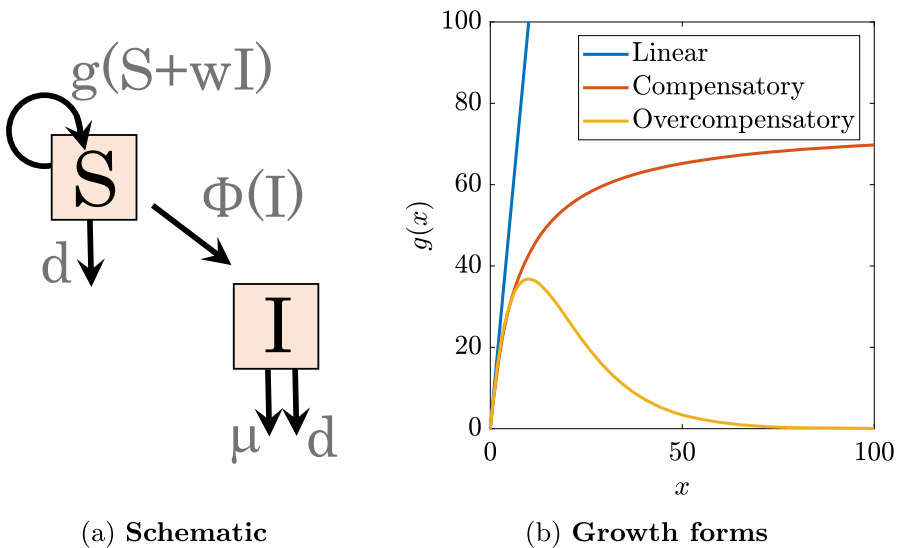 g(S+wI)
S
Φ(I)
d
I
μ
d
(a) Schematic
100
80
60
40
20
0
g(x)
Linear
Compensatory
Overcompensatory
0
50
100
x
(b) Growth forms